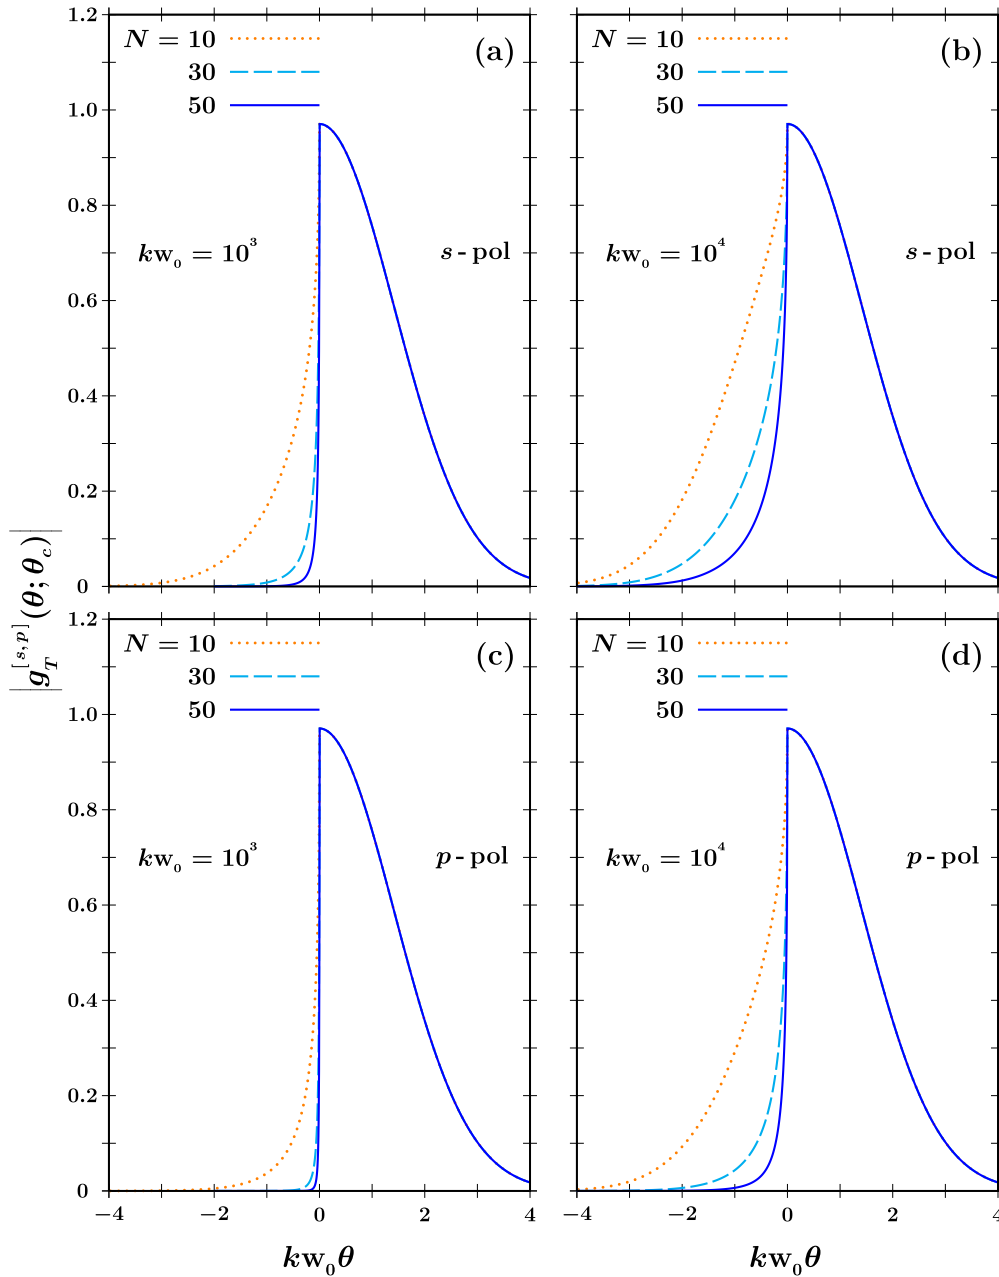 |g_T^{[s,p]}(θ;θ_c)|
1.2
1.0
0.8
0.6
0.4
0.2
0
N = 10
30
50
(a)
kw₀ = 10³
s-pol
N = 10
30
50
(b)
kw₀ = 10⁴
s-pol
1.2
1.0
0.8
0.6
0.4
0.2
0
N = 10
30
50
(c)
kw₀ = 10³
p-pol
−4 −2 0 2 4
kw₀θ
N = 10
30
50
(d)
kw₀ = 10⁴
p-pol
−4 −2 0 2 4
kw₀θ